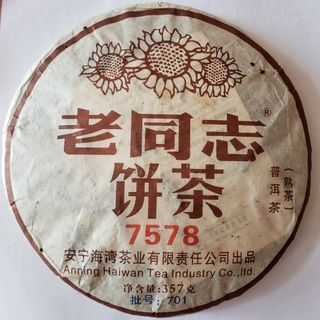 老同志®
饼茶
普洱茶
（熟茶）
7578
安宁海湾茶业有限责任公司出品
Anning Haiwan Tea Industry Co.,ltd.
净含量:357克
批号: 701